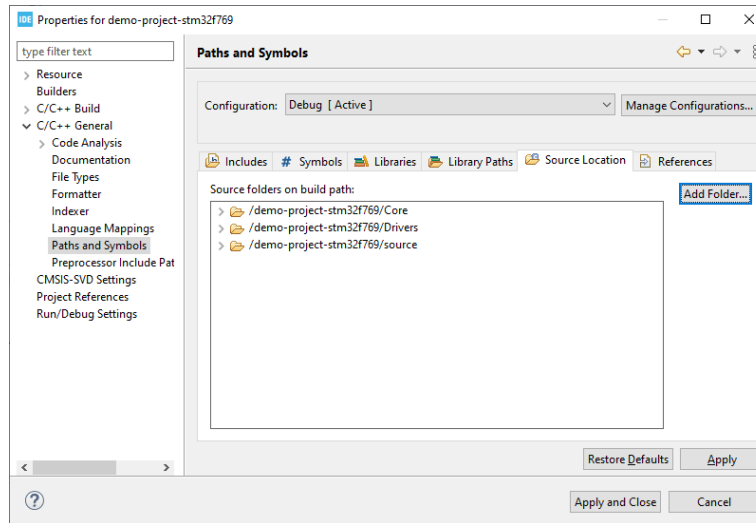 IDE Properties for demo-project-stm32f769
type filter text
Resource
Builders
C/C++ Build
C/C++ General
Code Analysis
Documentation
File Types
Formatter
Indexer
Language Mappings
Paths and Symbols
Preprocessor Include Pat
CMSIS-SVD Settings
Project References
Run/Debug Settings
Paths and Symbols
Configuration: Debug [ Active ] Manage Configurations...
Includes # Symbols Libraries Library Paths Source Location References
Source folders on build path:
Add Folder...
/demo-project-stm32f769/Core
/demo-project-stm32f769/Drivers
/demo-project-stm32f769/source
Restore Defaults Apply
Apply and Close Cancel